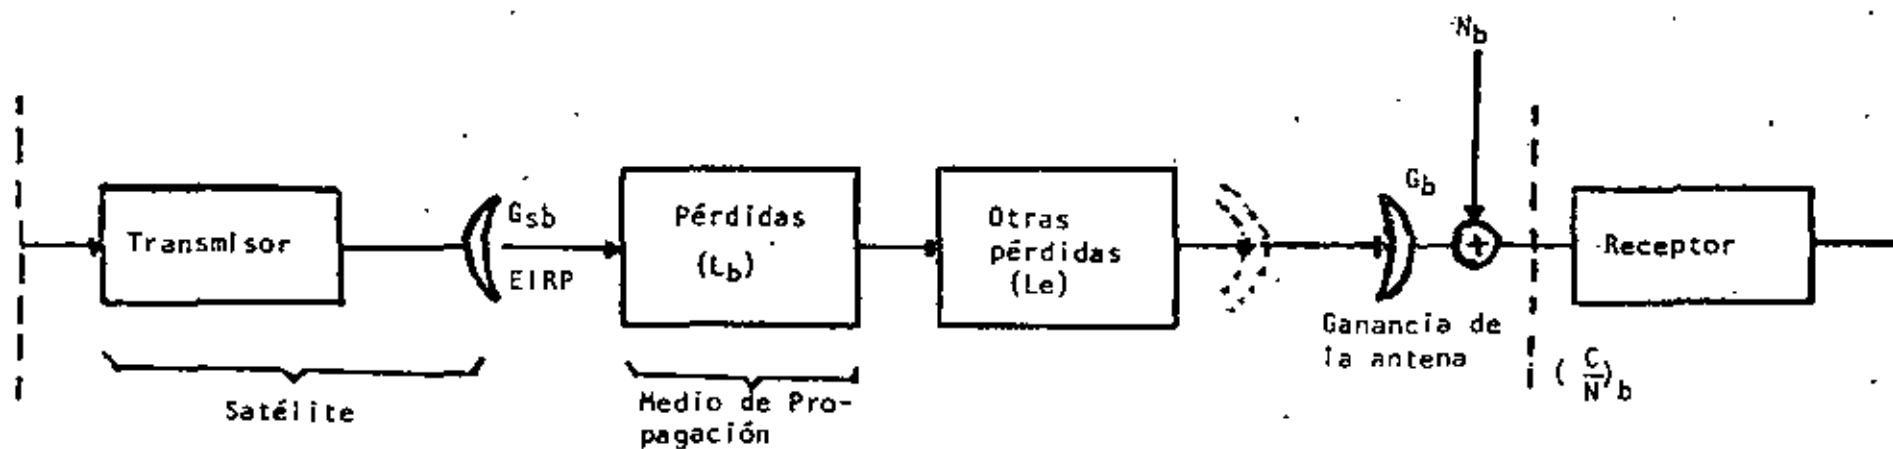 N_b
Transmisor
G_sb
EIRP
Pérdidas
(L_b)
Otras
pérdidas
(Le)
G_b
Receptor
Ganancia de
la antena
( C/N )_b
Satélite
Medio de Pro-
pagación